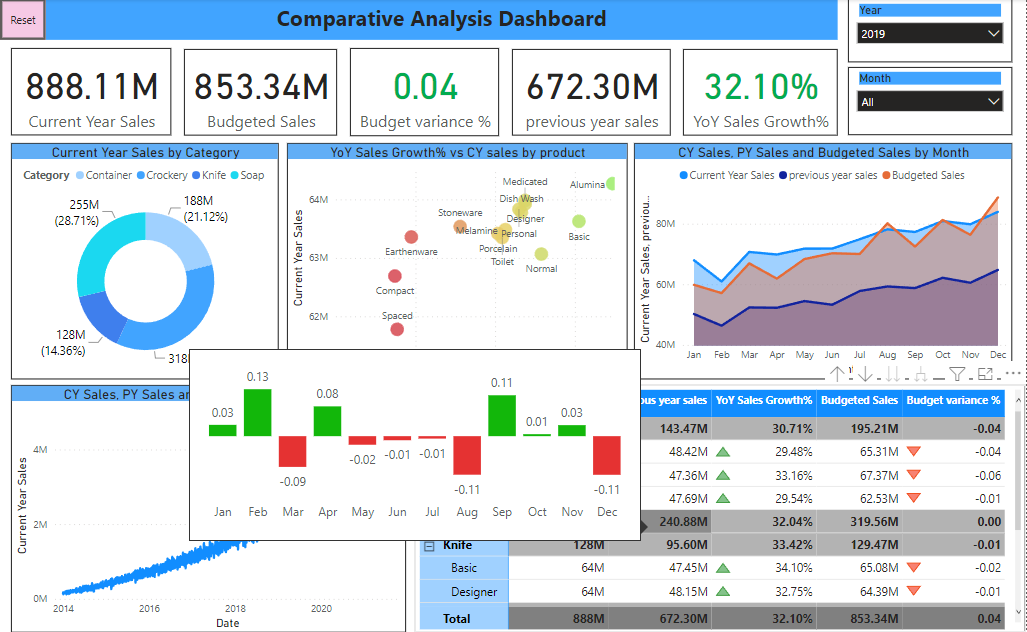 Reset
Comparative Analysis Dashboard
Year
2019
Month
All
888.11M
Current Year Sales
853.34M
Budgeted Sales
0.04
Budget variance %
672.30M
previous year sales
32.10%
YoY Sales Growth%
Current Year Sales by Category
Category Container Crockery Knife Soap
255M
(28.71%)
188M
(21.12%)
128M
(14.36%)
YoY Sales Growth% vs CY sales by product
Current Year Sales
64M
63M
62M
Medicated
Alumina
Dish Wash
Stoneware
Designer
Melamine
Personal
Basic
Earthenware
Porcelain
Toilet
Normal
Compact
Spaced
CY Sales, PY Sales and Budgeted Sales by Month
Current Year Sales previous year sales Budgeted Sales
Current Year Sales, previou...
80M
60M
40M
Jan Feb Mar Apr May Jun Jul Aug Sep Oct Nov Dec
CY Sales, PY Sales
Current Year Sales
4M
2M
0M
2014 2016 2018 2020
Date
0.03 0.13 -0.09 0.08 -0.02 -0.01 -0.01 -0.11 0.11 0.01 0.03 -0.11
Jan Feb Mar Apr May Jun Jul Aug Sep Oct Nov Dec
year sales YoY Sales Growth% Budgeted Sales Budget variance %
143.47M 30.71% 195.21M -0.04
48.42M 29.48% 65.31M -0.04
47.36M 33.16% 67.37M -0.06
47.69M 29.54% 62.53M -0.01
240.88M 32.04% 319.56M 0.00
Knife 128M 95.60M 33.42% 129.47M -0.01
Basic 64M 47.45M 34.10% 65.08M -0.02
Designer 64M 48.15M 32.75% 64.39M -0.01
Total 888M 672.30M 32.10% 853.34M 0.04